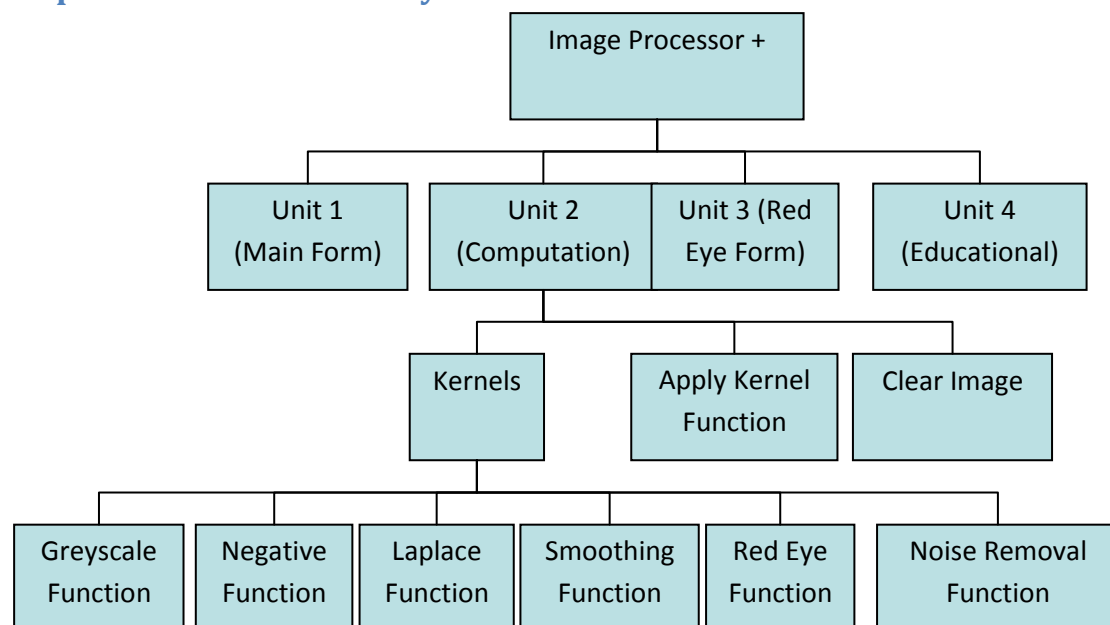 Image Processor +
Unit 1
(Main Form)
Unit 2
(Computation)
Unit 3 (Red
Eye Form)
Unit 4
(Educational)
Kernels
Apply Kernel
Function
Clear Image
Greyscale
Function
Negative
Function
Laplace
Function
Smoothing
Function
Red Eye
Function
Noise Removal
Function